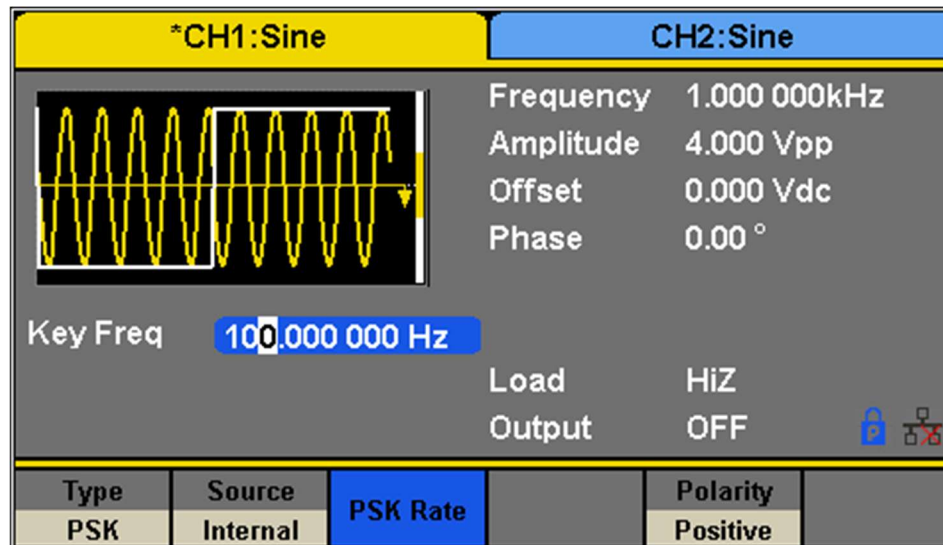 *CH1:Sine
CH2:Sine
Frequency 1.000 000kHz
Amplitude 4.000 Vpp
Offset 0.000 Vdc
Phase 0.00 °
Key Freq 100.000 000 Hz
Load HiZ
Output OFF
P
Type Source PSK Rate Polarity
PSK Internal Positive